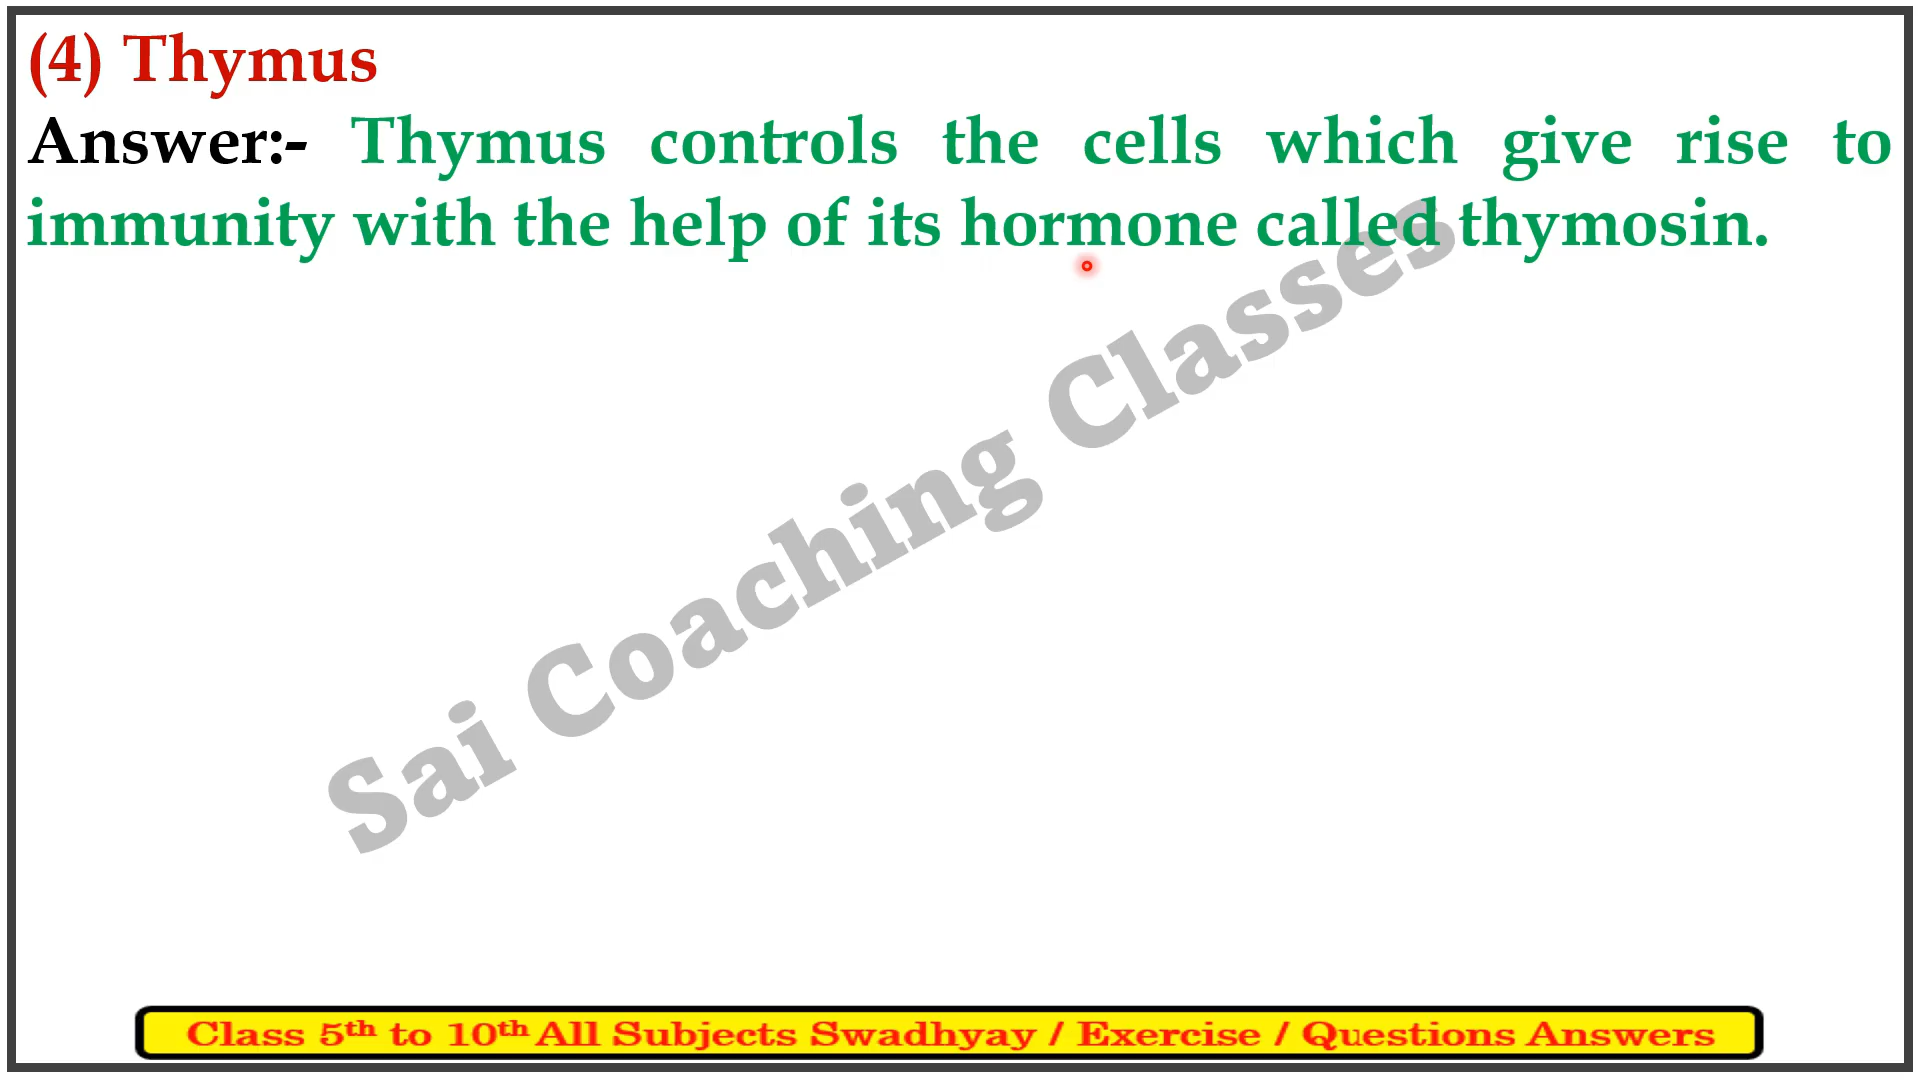 (4) Thymus
Answer:- Thymus controls the cells which give rise to
immunity with the help of its hormone called thymosin.
Sai Coaching Classes
Class 5th to 10th All Subjects Swadhyay / Exercise / Questions Answers